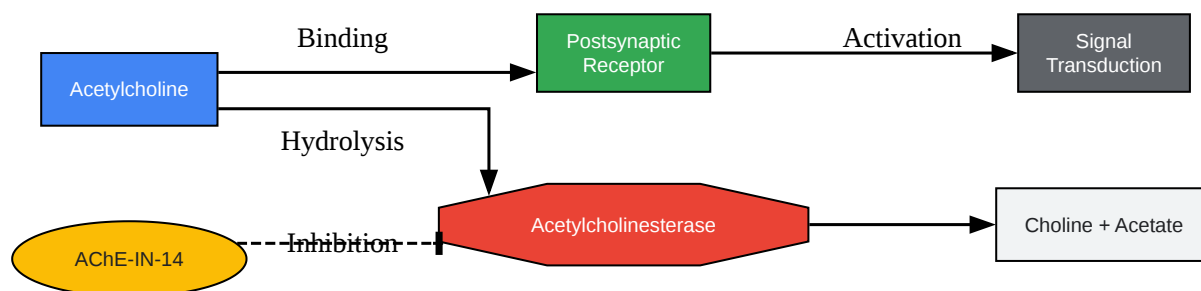 Binding
Postsynaptic
Receptor
Activation
Signal
Transduction
Acetylcholine
Hydrolysis
Acetylcholinesterase
Choline + Acetate
Inhibition
AChE-IN-14